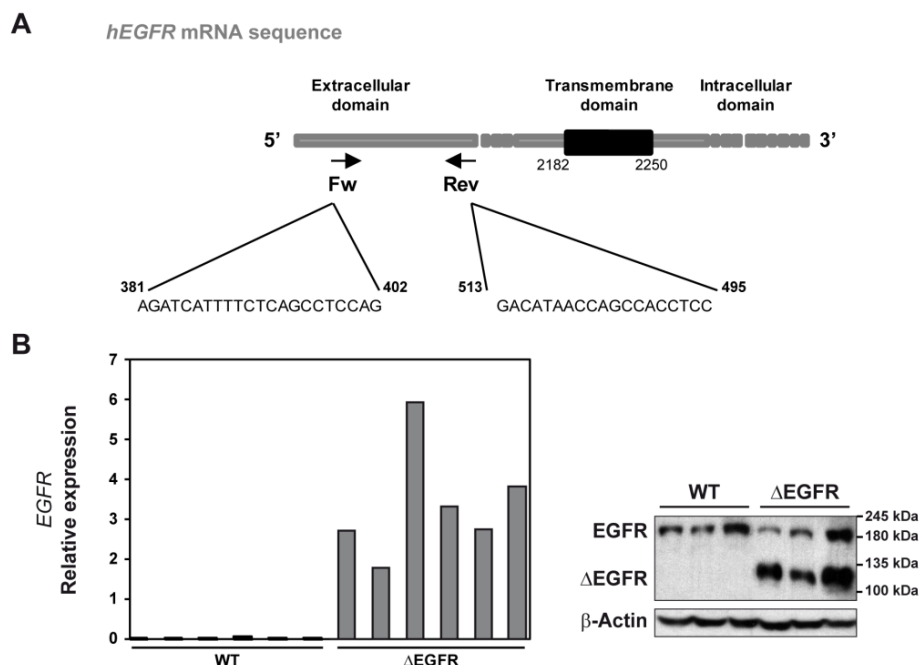 A
hEGFR mRNA sequence
Extracellular domain
Transmembrane domain
Intracellular domain
5’
3’
2182
2250
Fw
Rev
381
402
513
495
AGATCATTTTCTCAGCCTCCAG
GACATAACCAGCCACCTCC
B
EGFR
Relative expression
7
6
5
4
3
2
1
0
WT
ΔEGFR
WT
ΔEGFR
EGFR
ΔEGFR
β-Actin
245 kDa
180 kDa
135 kDa
100 kDa